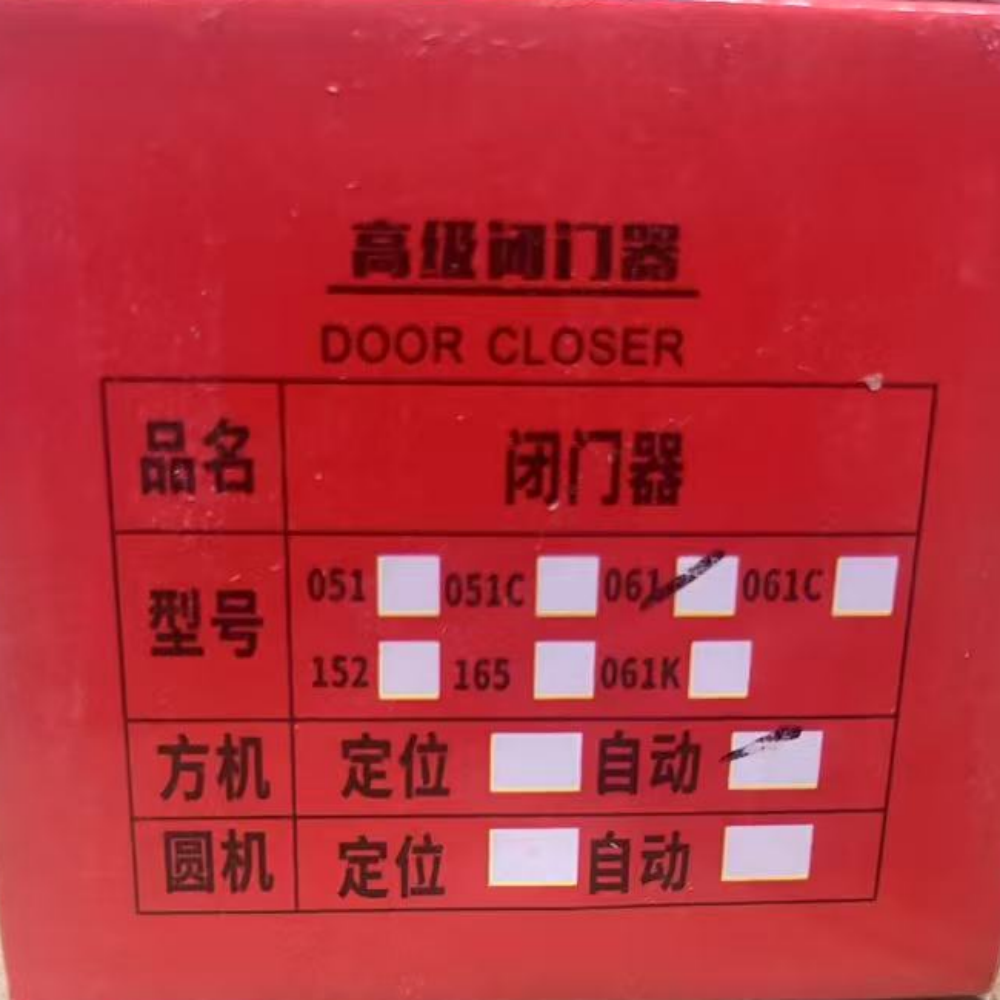 高级闭门器
DOOR CLOSER
品名 闭门器
型号 051 051C 061 061C
152 165 061K
方机 定位 自动
圆机 定位 自动